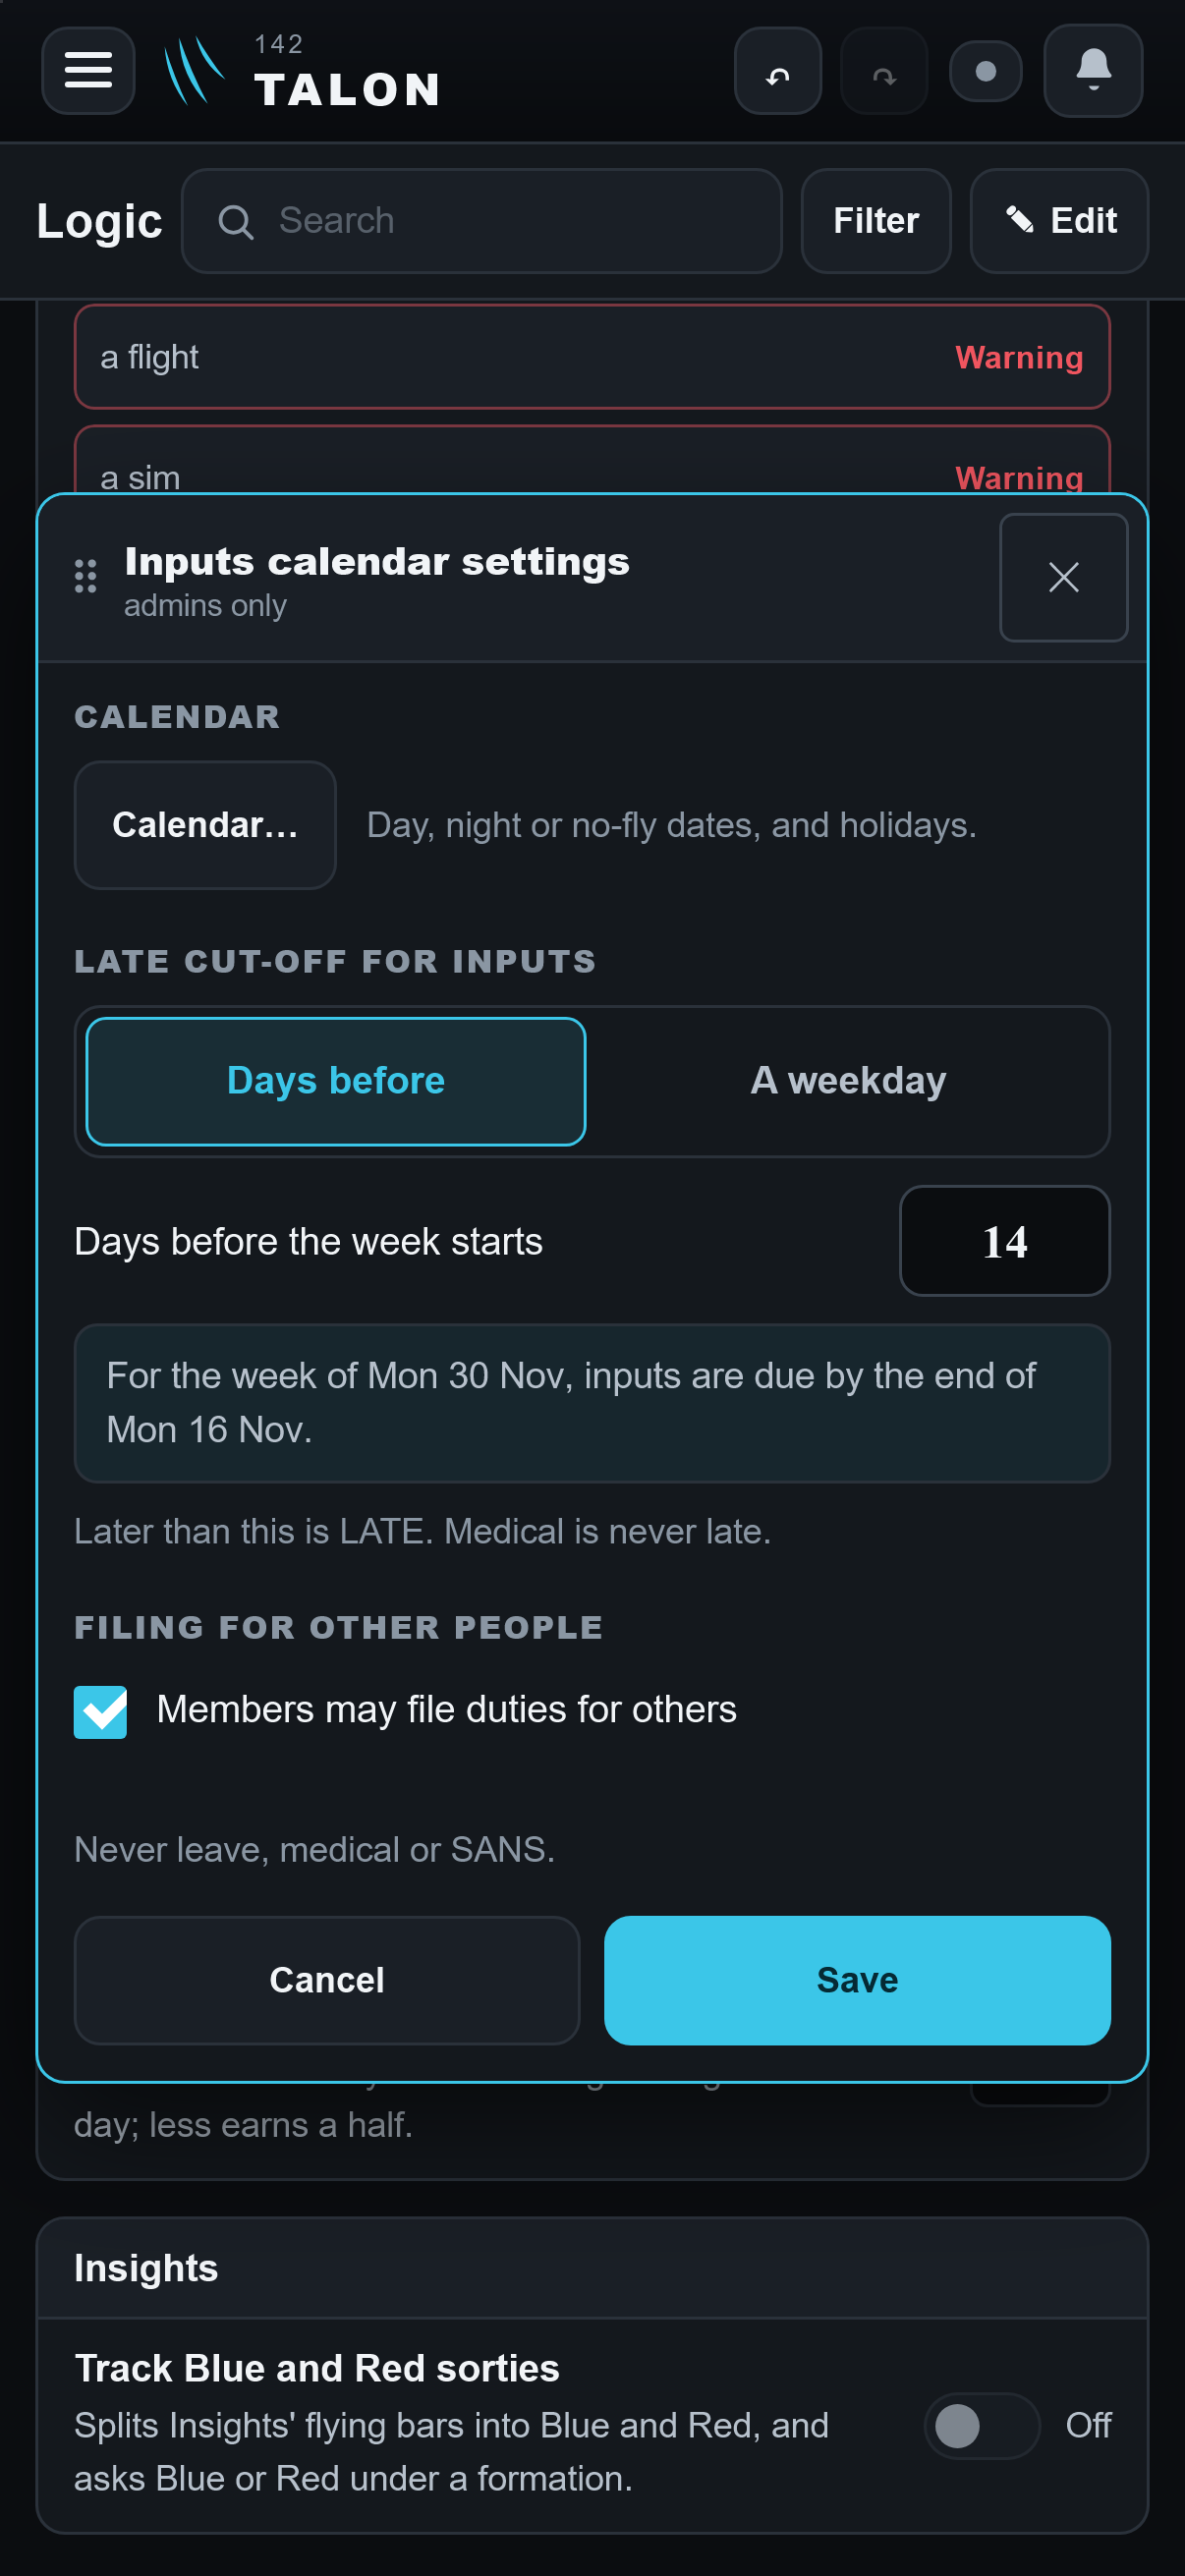 142
TALON
Logic
Search
Filter
Edit
a flight
Warning
a sim
Warning
Inputs calendar settings
admins only
CALENDAR
Calendar...
Day, night or no-fly dates, and holidays.
LATE CUT-OFF FOR INPUTS
Days before
A weekday
Days before the week starts
14
For the week of Mon 30 Nov, inputs are due by the end of
Mon 16 Nov.
Later than this is LATE. Medical is never late.
FILING FOR OTHER PEOPLE
Members may file duties for others
Never leave, medical or SANS.
Cancel
Save
day; less earns a half.
Insights
Track Blue and Red sorties
Splits Insights' flying bars into Blue and Red, and
asks Blue or Red under a formation.
Off